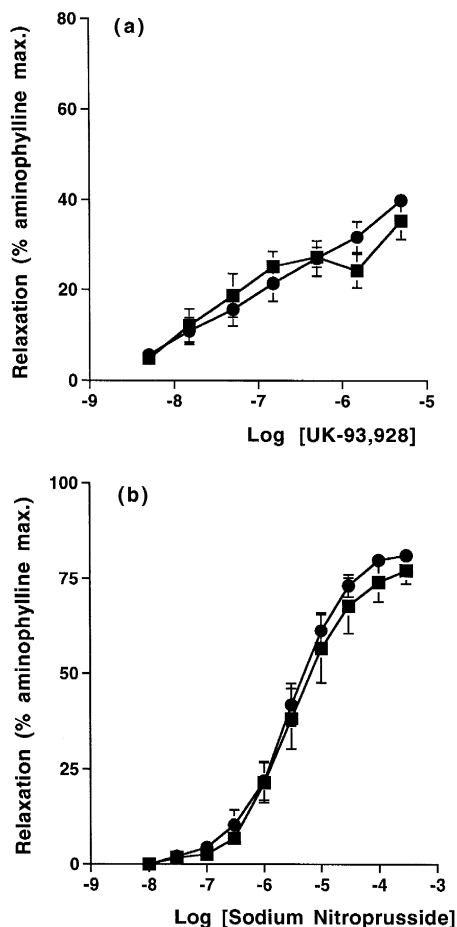 (a)
Relaxation (% aminophylline max.)
80
60
40
20
0
-9 -8 -7 -6 -5
Log [UK-93,928]
(b)
Relaxation (% aminophylline max.)
100
75
50
25
0
-9 -8 -7 -6 -5 -4 -3
Log [Sodium Nitroprusside]